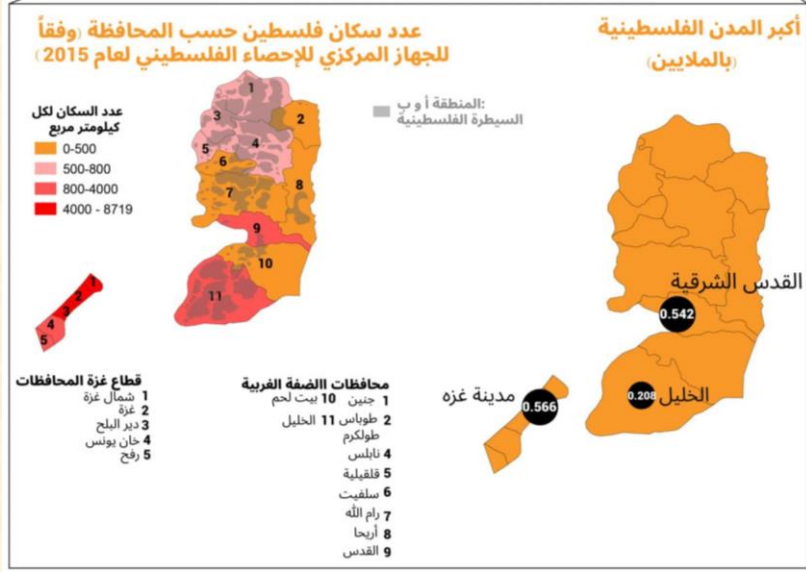 أكبر المدن الفلسطينية
(بالملايين)
القدس الشرقية
0.542
الخليل
0.208
مدينة غزه
0.566
عدد سكان فلسطين حسب المحافظة (وفقاً
للجهاز المركزي للإحصاء الفلسطيني لعام 2015)
المنطقة أ و ب:
السيطرة الفلسطينية
عدد السكان لكل
كيلومتر مربع
0-500
500-800
800-4000
4000 - 8719
1
2
3
4
5
6
7
8
9
10
11
1
2
3
4
5
محافظات االضفة الغربية
1 جنين 10 بيت لحم
2 طوباس 11 الخليل
طولكرم
4 نابلس
5 قلقيلية
6 سلفيت
7 رام الله
8 أريحا
9 القدس
قطاع غزة المحافظات
1 شمال غزة
2 غزة
3 دير البلح
4 خان يونس
5 رفح